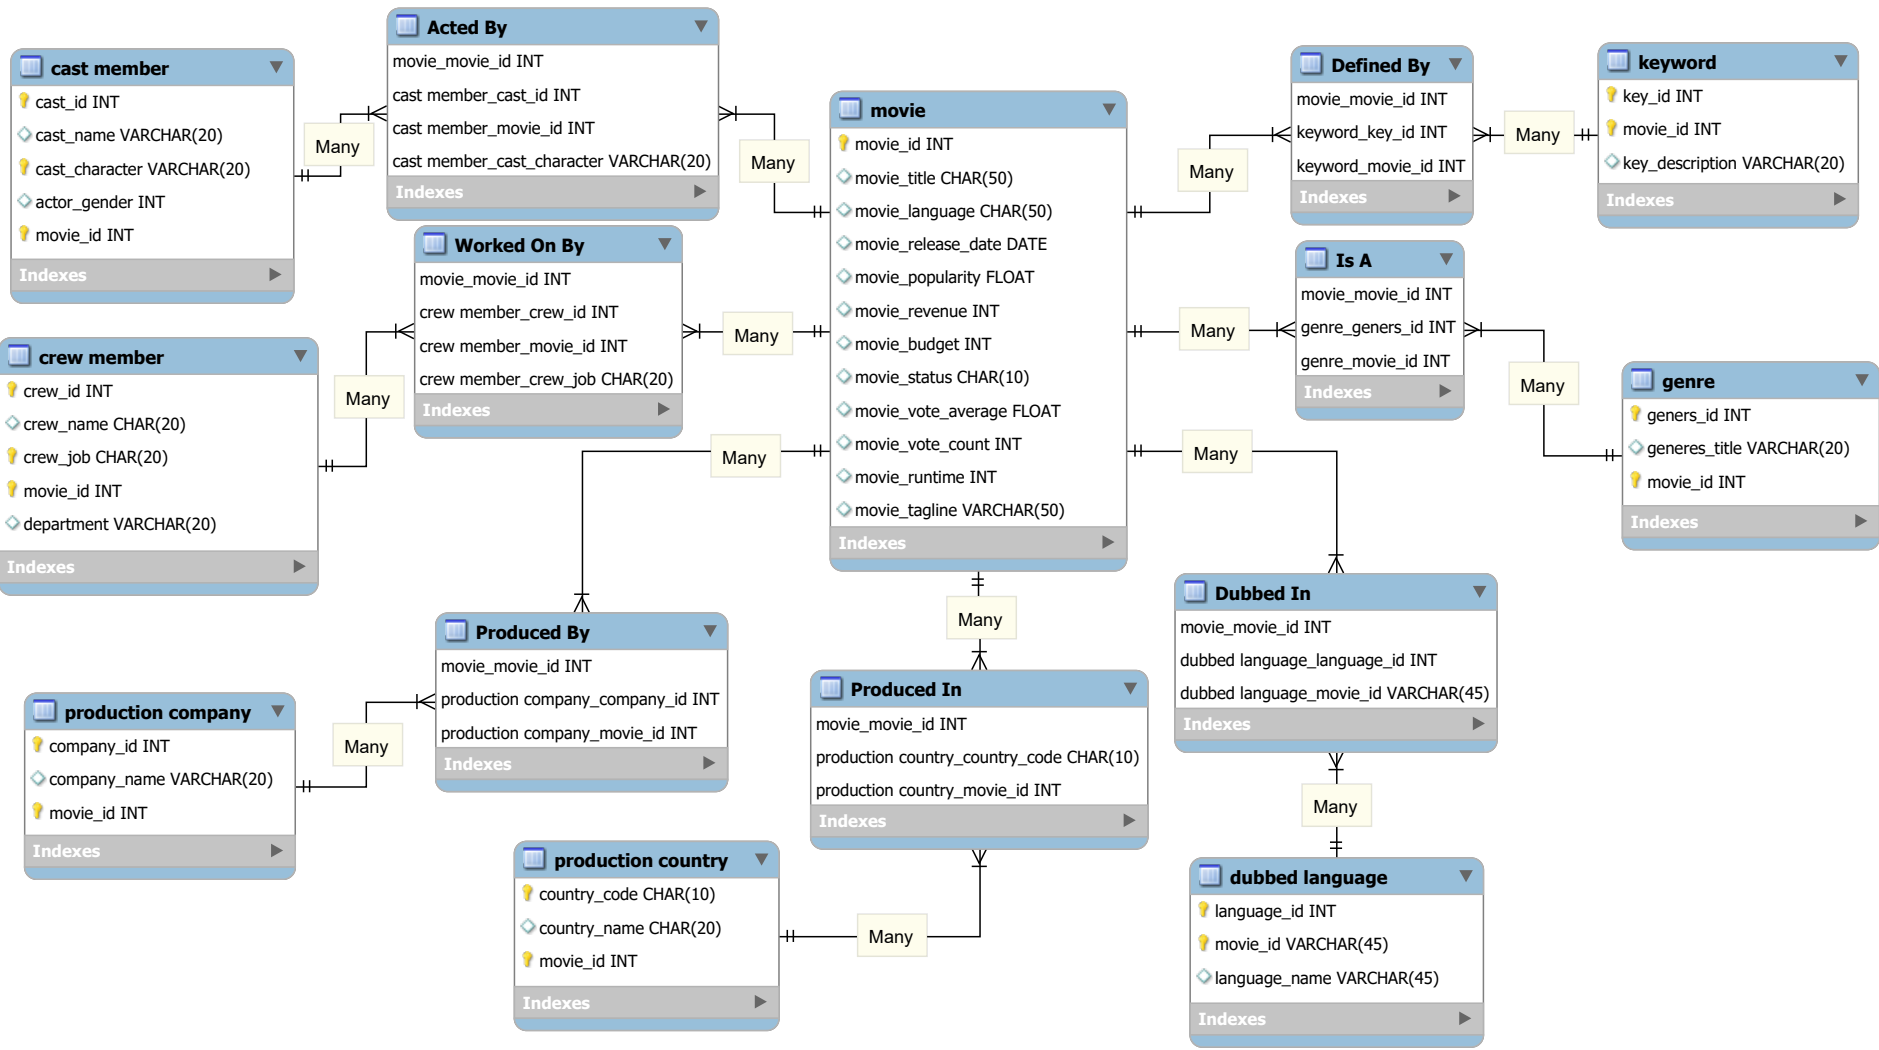 Acted By
movie_movie_id INT
cast member_cast_id INT
cast member_movie_id INT
cast member_cast_character VARCHAR(20)
Indexes
cast member
cast_id INT
cast_name VARCHAR(20)
cast_character VARCHAR(20)
actor_gender INT
movie_id INT
Indexes
Many
Many
movie
movie_id INT
movie_title CHAR(50)
movie_language CHAR(50)
movie_release_date DATE
movie_popularity FLOAT
movie_revenue INT
movie_budget INT
movie_status CHAR(10)
movie_vote_average FLOAT
movie_vote_count INT
movie_runtime INT
movie_tagline VARCHAR(50)
Indexes
Many
Defined By
movie_movie_id INT
keyword_key_id INT
keyword_movie_id INT
Indexes
Many
keyword
key_id INT
movie_id INT
key_description VARCHAR(20)
Indexes
Worked On By
movie_movie_id INT
crew member_crew_id INT
crew member_movie_id INT
crew member_crew_job CHAR(20)
Indexes
Many
Many
Is A
movie_movie_id INT
genre_geners_id INT
genre_movie_id INT
Indexes
Many
crew member
crew_id INT
crew_name CHAR(20)
crew_job CHAR(20)
movie_id INT
department VARCHAR(20)
Indexes
Many
Many
genre
geners_id INT
generes_title VARCHAR(20)
movie_id INT
Indexes
Many
Many
Produced By
movie_movie_id INT
production company_company_id INT
production company_movie_id INT
Indexes
Many
Dubbed In
movie_movie_id INT
dubbed language_language_id INT
dubbed language_movie_id VARCHAR(45)
Indexes
production company
company_id INT
company_name VARCHAR(20)
movie_id INT
Indexes
Many
Produced In
movie_movie_id INT
production country_country_code CHAR(10)
production country_movie_id INT
Indexes
Many
production country
country_code CHAR(10)
country_name CHAR(20)
movie_id INT
Indexes
Many
dubbed language
language_id INT
movie_id VARCHAR(45)
language_name VARCHAR(45)
Indexes